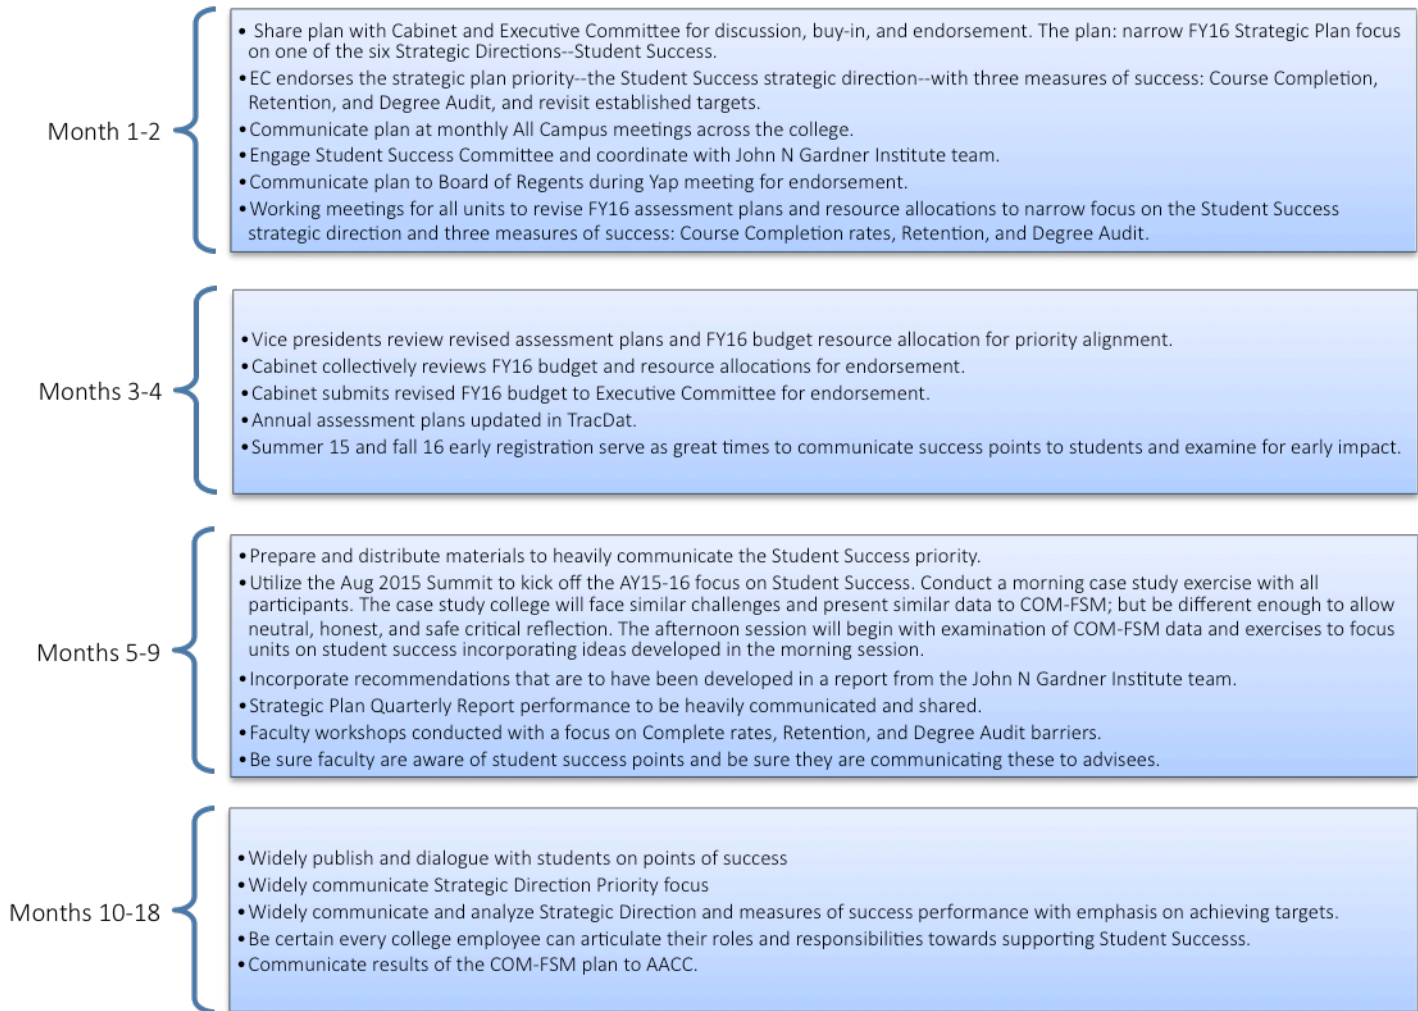 Month 1-2
• Share plan with Cabinet and Executive Committee for discussion, buy-in, and endorsement. The plan: narrow FY16 Strategic Plan focus
on one of the six Strategic Directions--Student Success.
• EC endorses the strategic plan priority--the Student Success strategic direction--with three measures of success: Course Completion,
Retention, and Degree Audit, and revisit established targets.
• Communicate plan at monthly All Campus meetings across the college.
• Engage Student Success Committee and coordinate with John N Gardner Institute team.
• Communicate plan to Board of Regents during Yap meeting for endorsement.
• Working meetings for all units to revise FY16 assessment plans and resource allocations to narrow focus on the Student Success
strategic direction and three measures of success: Course Completion rates, Retention, and Degree Audit.
Months 3-4
• Vice presidents review revised assessment plans and FY16 budget resource allocation for priority alignment.
• Cabinet collectively reviews FY16 budget and resource allocations for endorsement.
• Cabinet submits revised FY16 budget to Executive Committee for endorsement.
• Annual assessment plans updated in TracDat.
• Summer 15 and fall 16 early registration serve as great times to communicate success points to students and examine for early impact.
Months 5-9
• Prepare and distribute materials to heavily communicate the Student Success priority.
• Utilize the Aug 2015 Summit to kick off the AY15-16 focus on Student Success. Conduct a morning case study exercise with all
participants. The case study college will face similar challenges and present similar data to COM-FSM; but be different enough to allow
neutral, honest, and safe critical reflection. The afternoon session will begin with examination of COM-FSM data and exercises to focus
units on student success incorporating ideas developed in the morning session.
• Incorporate recommendations that are to have been developed in a report from the John N Gardner Institute team.
• Strategic Plan Quarterly Report performance to be heavily communicated and shared.
• Faculty workshops conducted with a focus on Complete rates, Retention, and Degree Audit barriers.
• Be sure faculty are aware of student success points and be sure they are communicating these to advisees.
Months 10-18
• Widely publish and dialogue with students on points of success
• Widely communicate Strategic Direction Priority focus
• Widely communicate and analyze Strategic Direction and measures of success performance with emphasis on achieving targets.
• Be certain every college employee can articulate their roles and responsibilities towards supporting Student Successs.
• Communicate results of the COM-FSM plan to AACC.